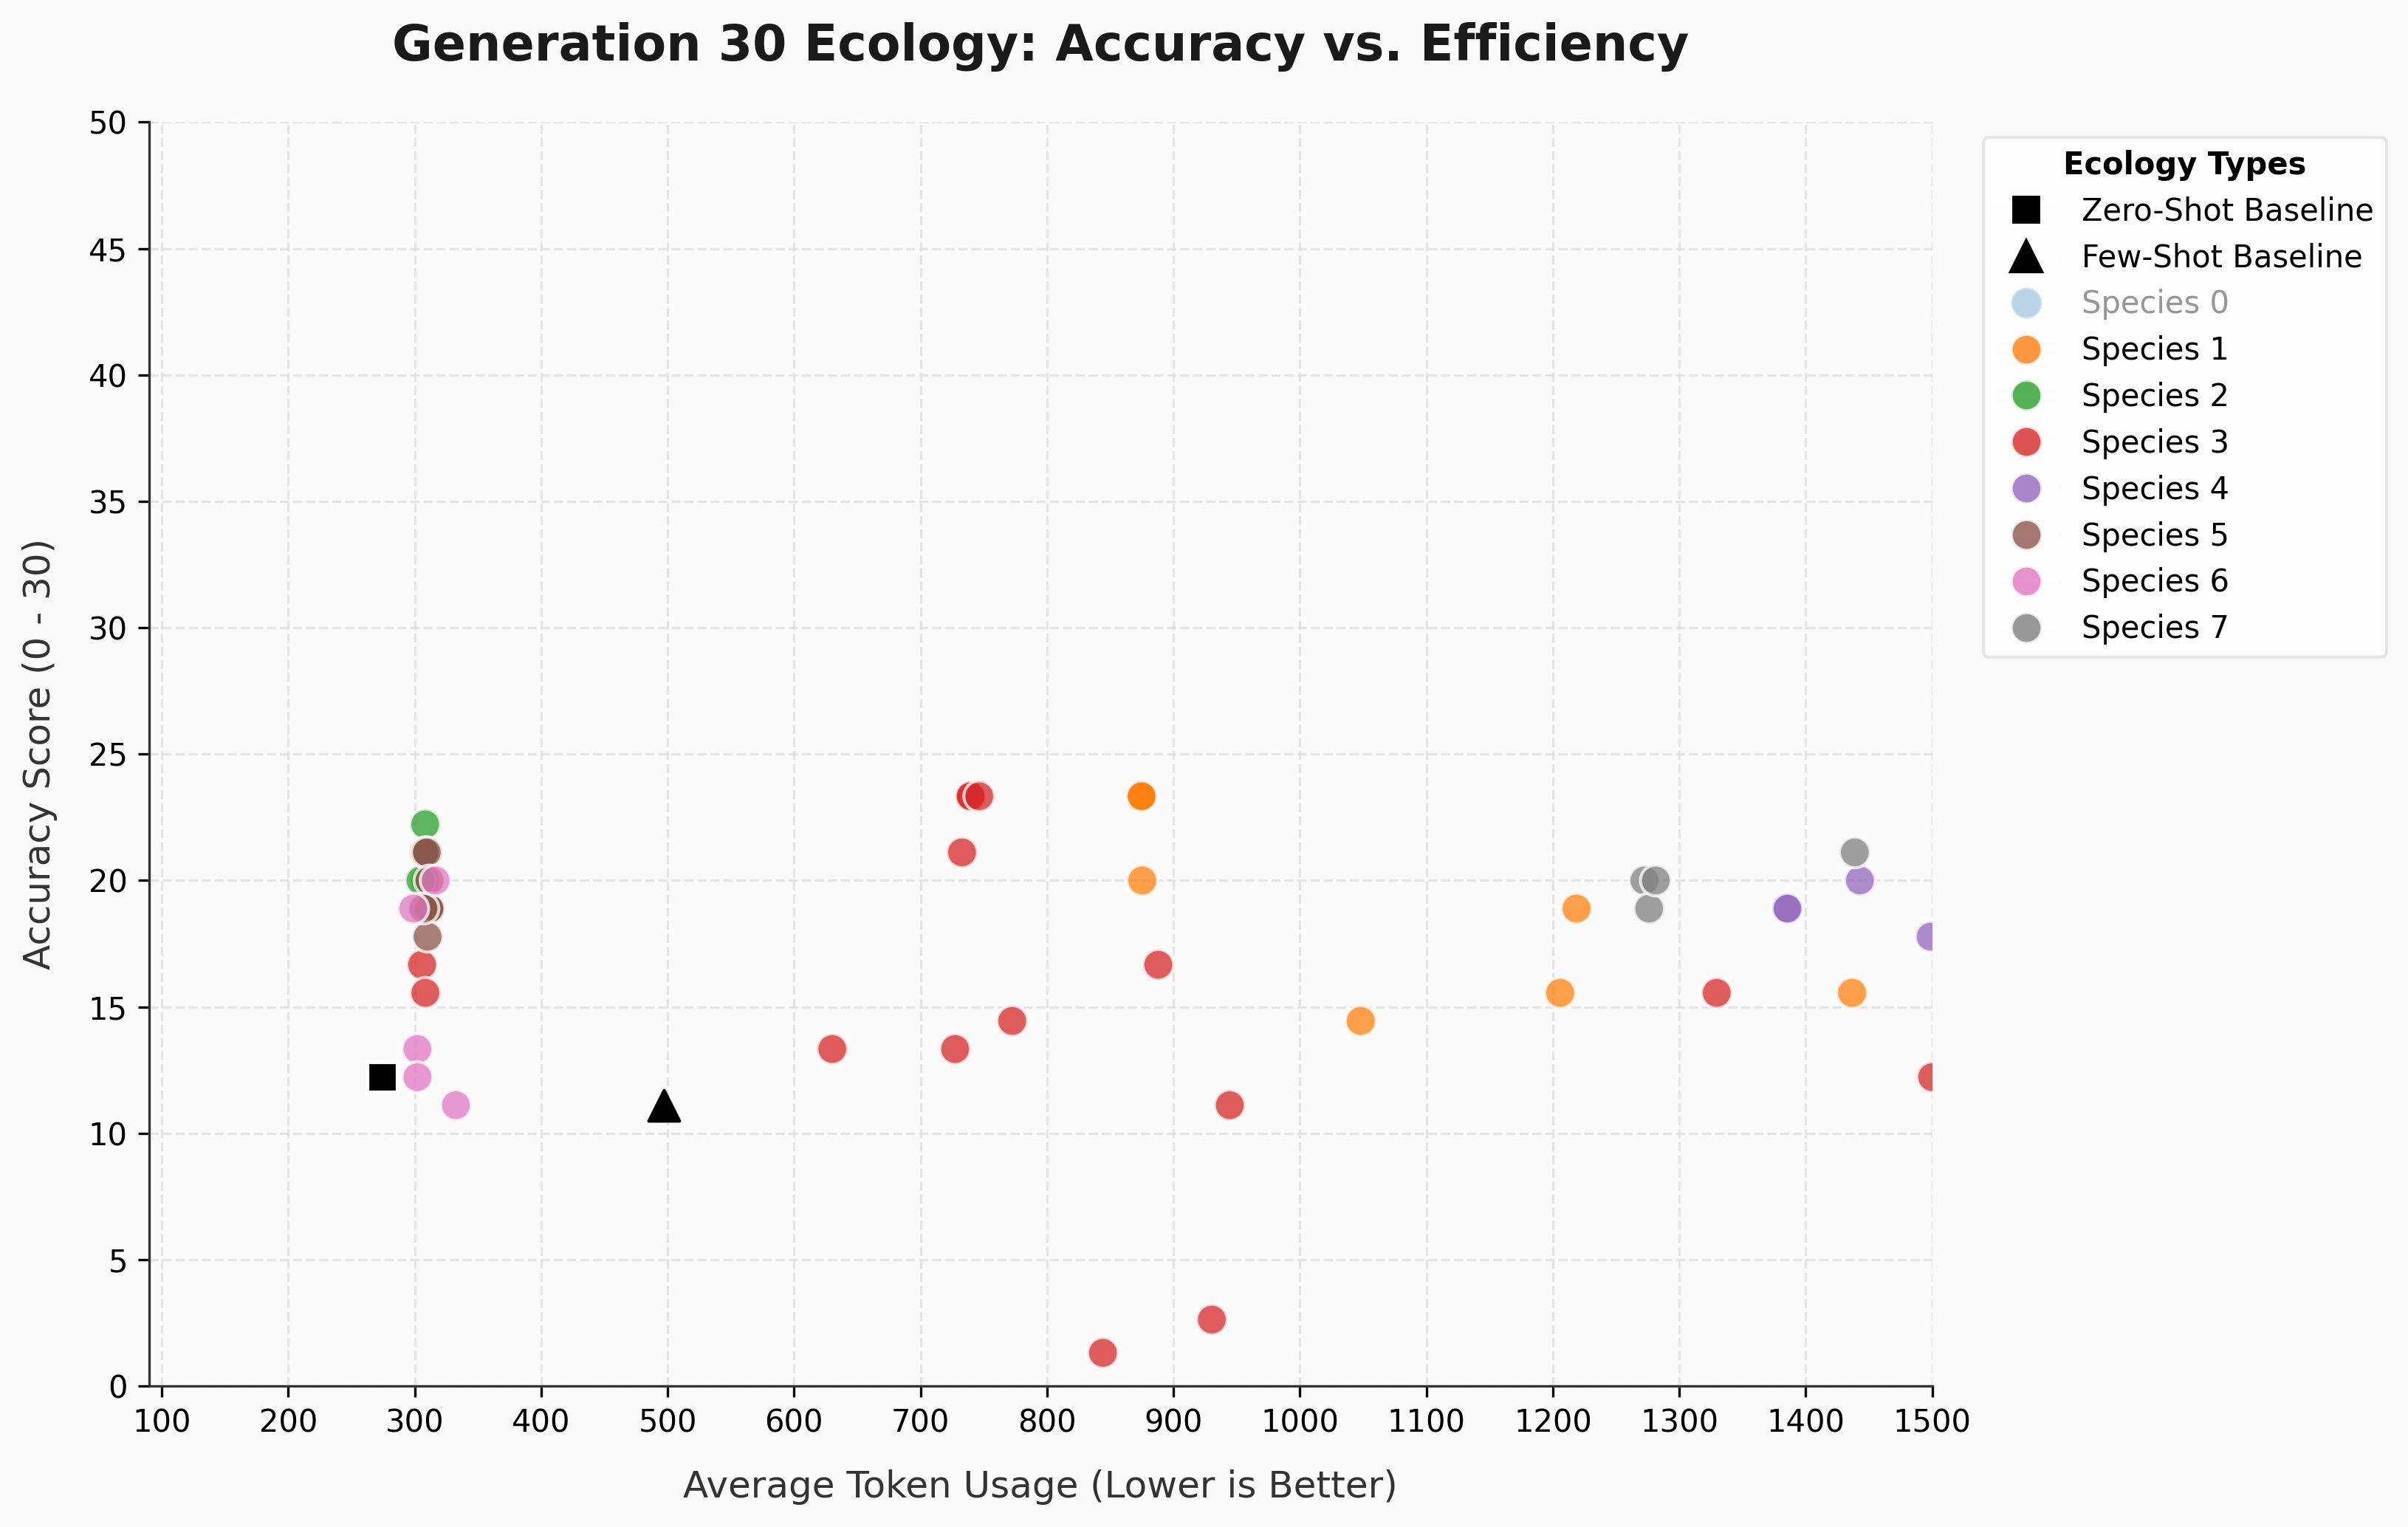 Generation 30 Ecology: Accuracy vs. Efficiency
50
45
40
35
30
25
20
15
10
5
0
Accuracy Score (0 - 30)
100 200 300 400 500 600 700 800 900 1000 1100 1200 1300 1400 1500
Average Token Usage (Lower is Better)
Ecology Types
Zero-Shot Baseline
Few-Shot Baseline
Species 0
Species 1
Species 2
Species 3
Species 4
Species 5
Species 6
Species 7